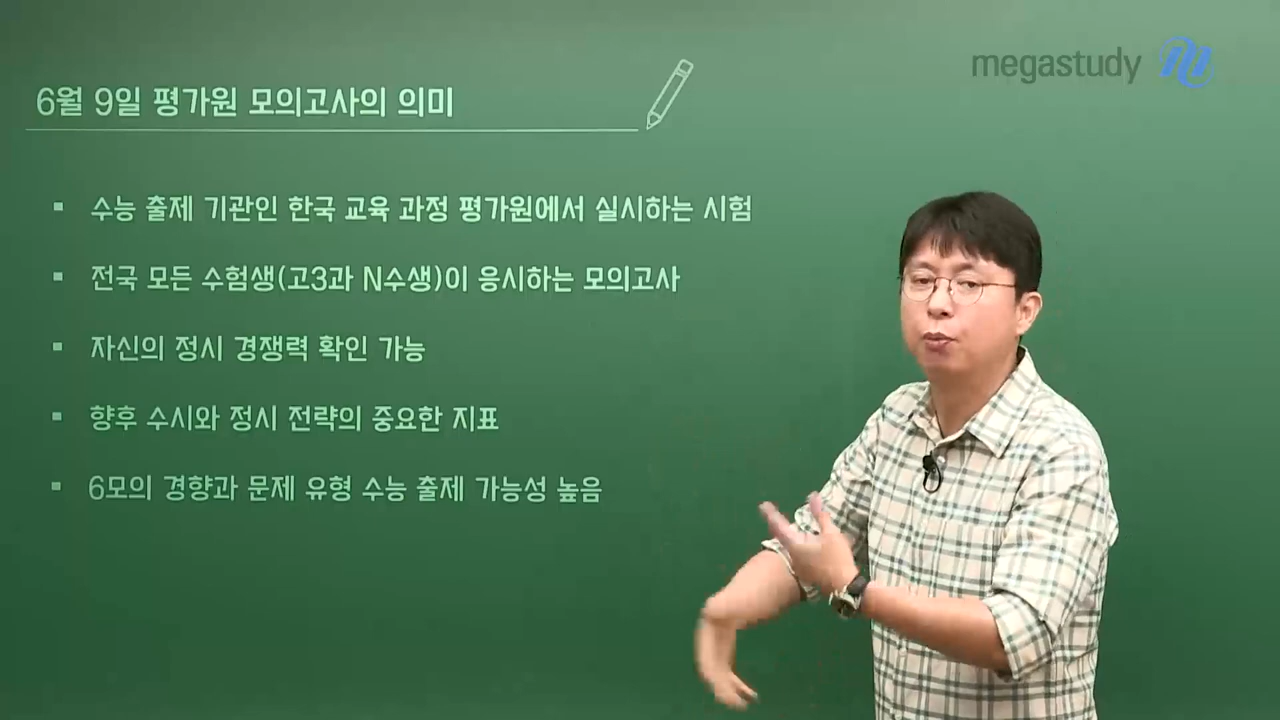 megastudy
6월 9일 평가원 모의고사의 의미
수능 출제 기관인 한국 교육 과정 평가원에서 실시하는 시험
전국 모든 수험생(고3과 N수생)이 응시하는 모의고사
자신의 정시 경쟁력 확인 가능
향후 수시와 정시 전략의 중요한 지표
6모의 경향과 문제 유형 수능 출제 가능성 높음